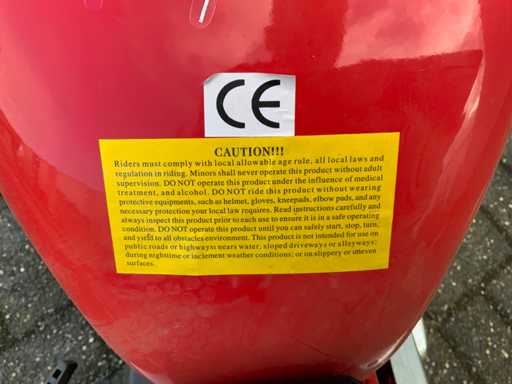 CE
CAUTION!!!
Riders must comply with local allowable age rule, all local laws and
regulation in riding. Minors shall never operate this product without adult
supervision. DO NOT operate this product under the influence of medical
treatment, and alcohol. DO NOT ride this product without wearing
protective equipments, such as helmet, gloves, kneepads, elbow pads, and any
necessary protection your local law requires. Read instructions carefully and
always inspect this product prior to each use to ensure it is in a safe operating
condition. DO NOT operate this product until you can safely start, stop, turn,
and yield to all obstacles environment. This product is not intended for use on
public roads or highways; nears water; sloped driveways or alleyways;
during nighttime or inclement weather conditions; or on slippery or uneven
surfaces.